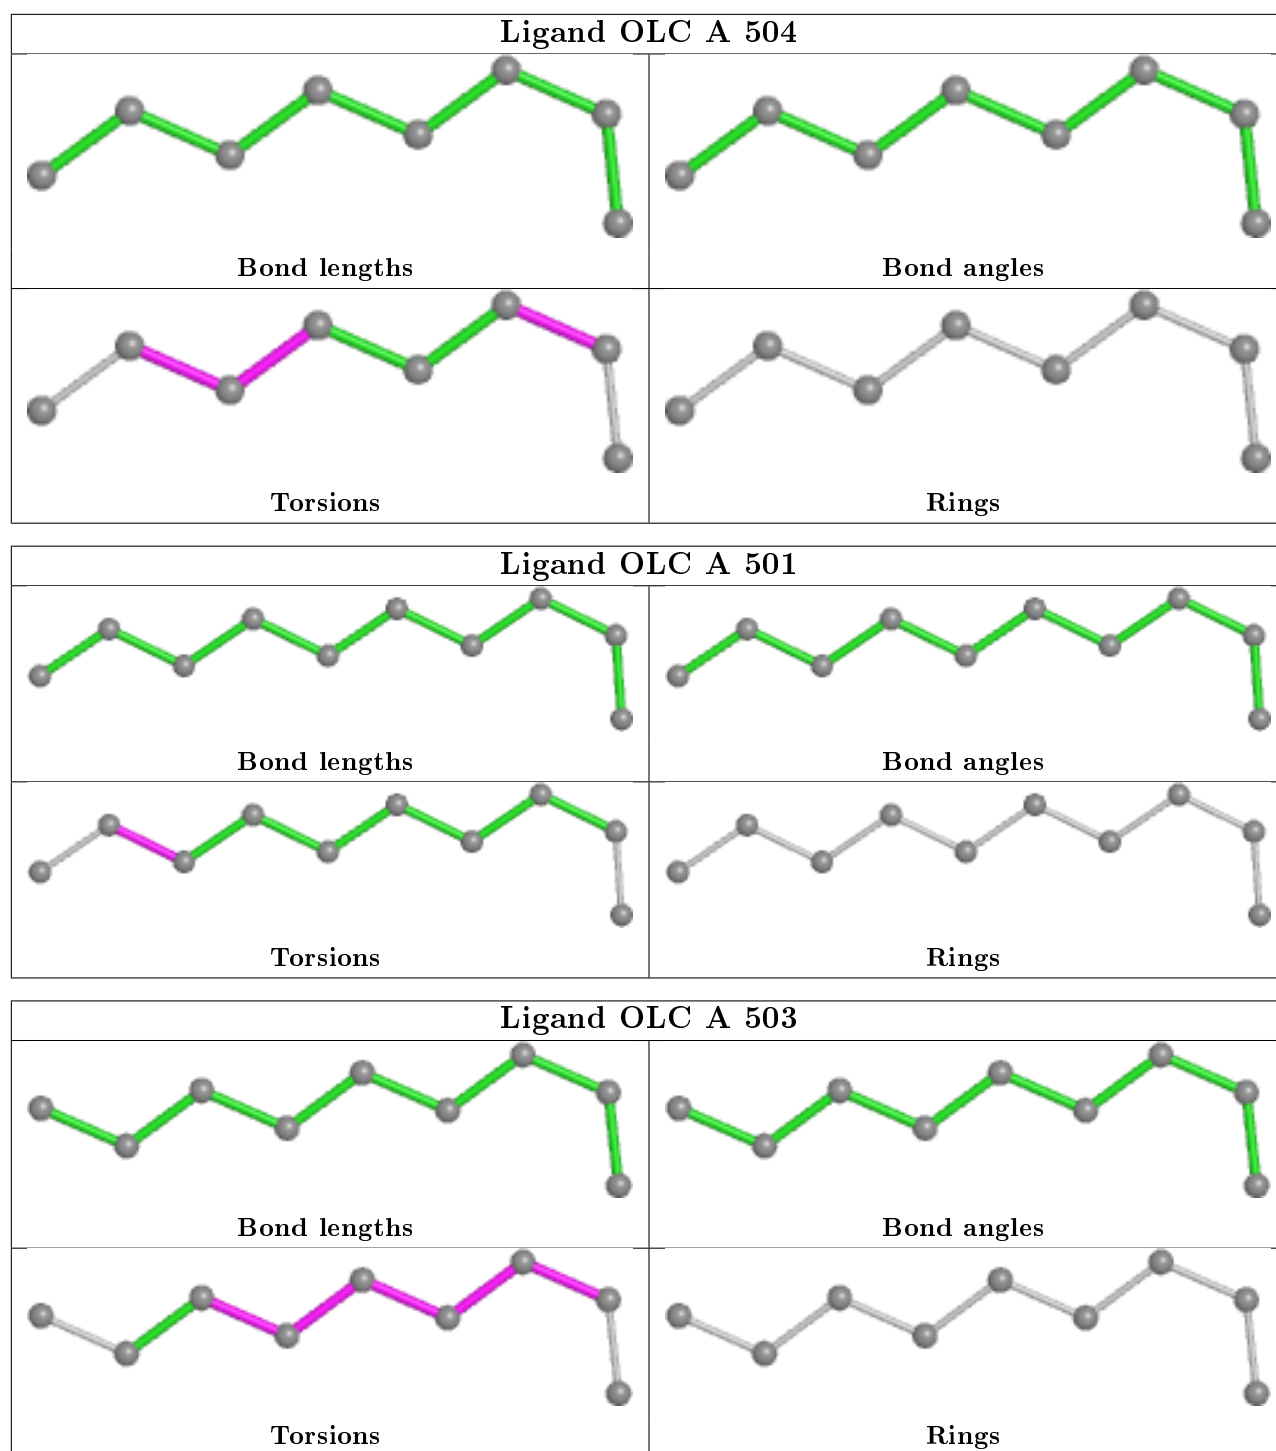 Ligand OLC A 504
Bond lengths
Bond angles
Torsions
Rings
Ligand OLC A 501
Bond lengths
Bond angles
Torsions
Rings
Ligand OLC A 503
Bond lengths
Bond angles
Torsions
Rings